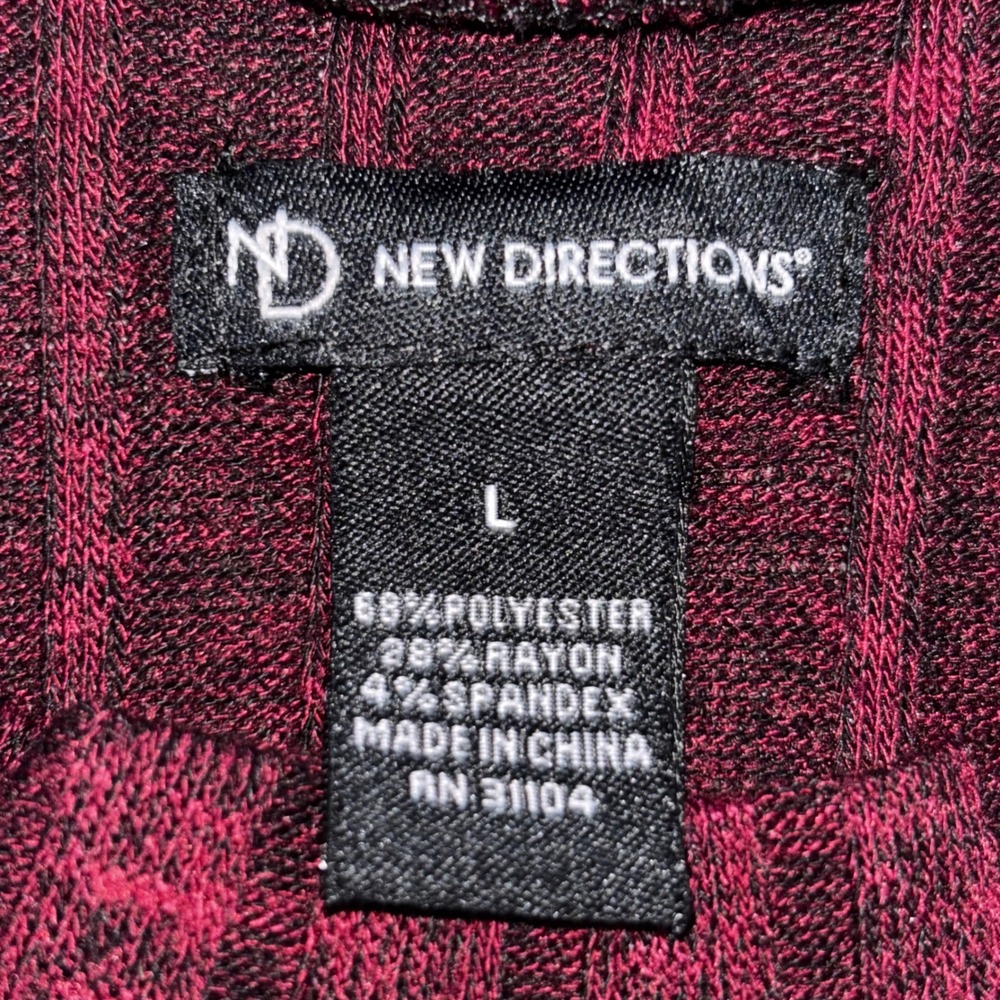 ND NEW DIRECTIONS®
L
68%POLYESTER
28%RAYON
4%SPANDEX
MADE IN CHINA
RN 31104